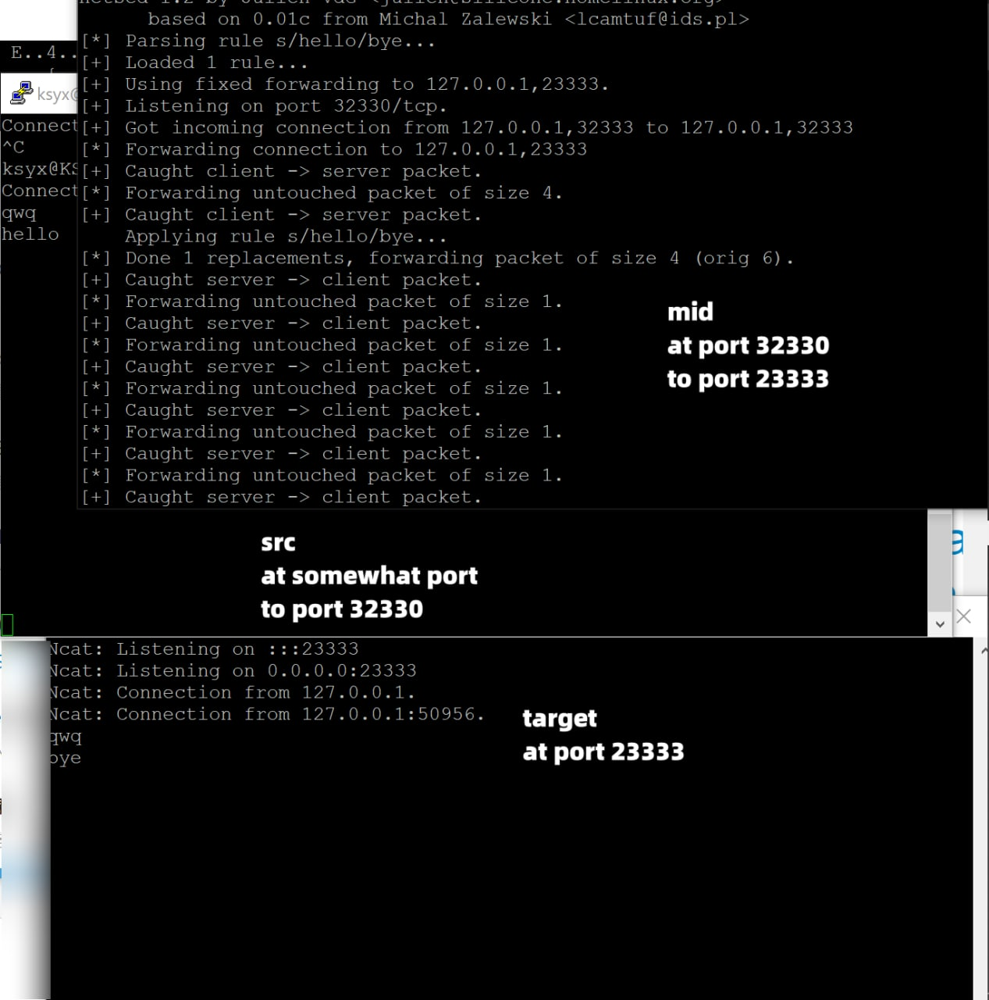 netsed 1.2 by Julien VdG <julien@silicone.homelinux.org>
based on 0.01c from Michal Zalewski <lcamtuf@ids.pl>
[*] Parsing rule s/hello/bye...
[+] Loaded 1 rule...
[+] Using fixed forwarding to 127.0.0.1,23333.
[+] Listening on port 32330/tcp.
[+] Got incoming connection from 127.0.0.1,32333 to 127.0.0.1,32333
[*] Forwarding connection to 127.0.0.1,23333
[+] Caught client -> server packet.
[*] Forwarding untouched packet of size 4.
[+] Caught client -> server packet.
Applying rule s/hello/bye...
[*] Done 1 replacements, forwarding packet of size 4 (orig 6).
[+] Caught server -> client packet.
[*] Forwarding untouched packet of size 1.
[+] Caught server -> client packet.
[*] Forwarding untouched packet of size 1.
[+] Caught server -> client packet.
[*] Forwarding untouched packet of size 1.
[+] Caught server -> client packet.
[*] Forwarding untouched packet of size 1.
[+] Caught server -> client packet.
[*] Forwarding untouched packet of size 1.
[+] Caught server -> client packet.
mid
at port 32330
to port 23333
E..4..
ksyx@
Connect
^C
ksyx@KS
Connect
qwq
hello
src
at somewhat port
to port 32330
Ncat: Listening on :::23333
Ncat: Listening on 0.0.0.0:23333
Ncat: Connection from 127.0.0.1.
Ncat: Connection from 127.0.0.1:50956.
qwq
bye
target
at port 23333